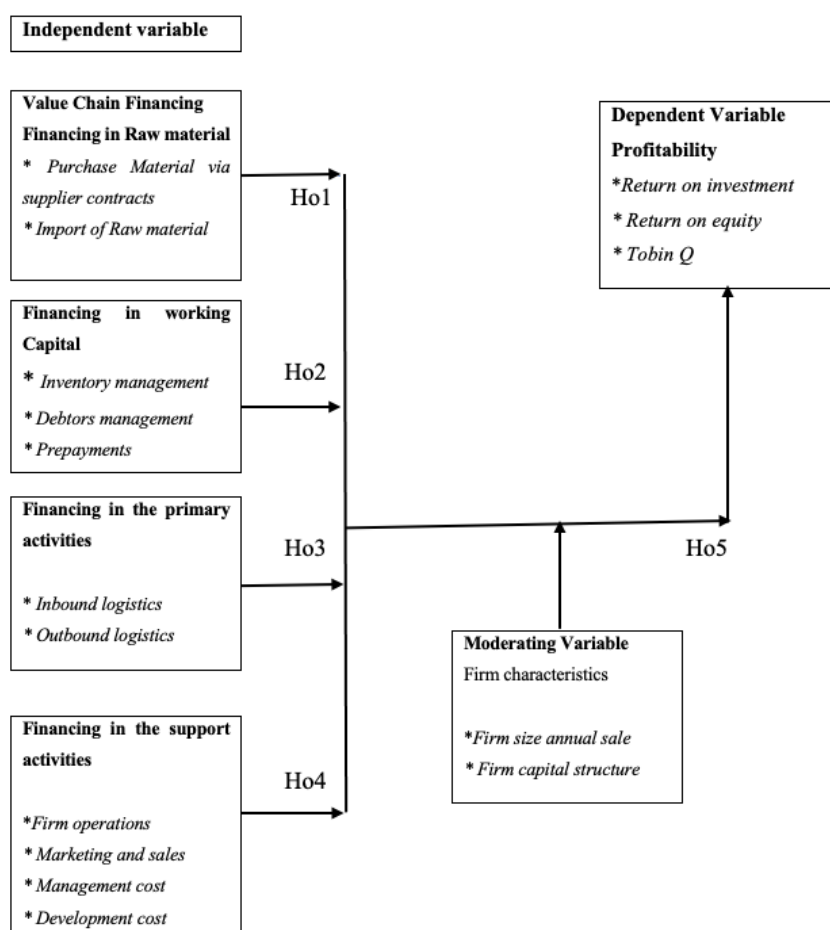 Independent variable
Value Chain Financing
Financing in Raw material
* Purchase Material via
supplier contracts
* Import of Raw material
Ho1
Dependent Variable
Profitability
*Return on investment
* Return on equity
* Tobin Q
Financing in working
Capital
* Inventory management
* Debtors management
* Prepayments
Ho2
Financing in the primary
activities
* Inbound logistics
* Outbound logistics
Ho3
Ho5
Moderating Variable
Firm characteristics
*Firm size annual sale
* Firm capital structure
Financing in the support
activities
*Firm operations
* Marketing and sales
* Management cost
* Development cost
Ho4